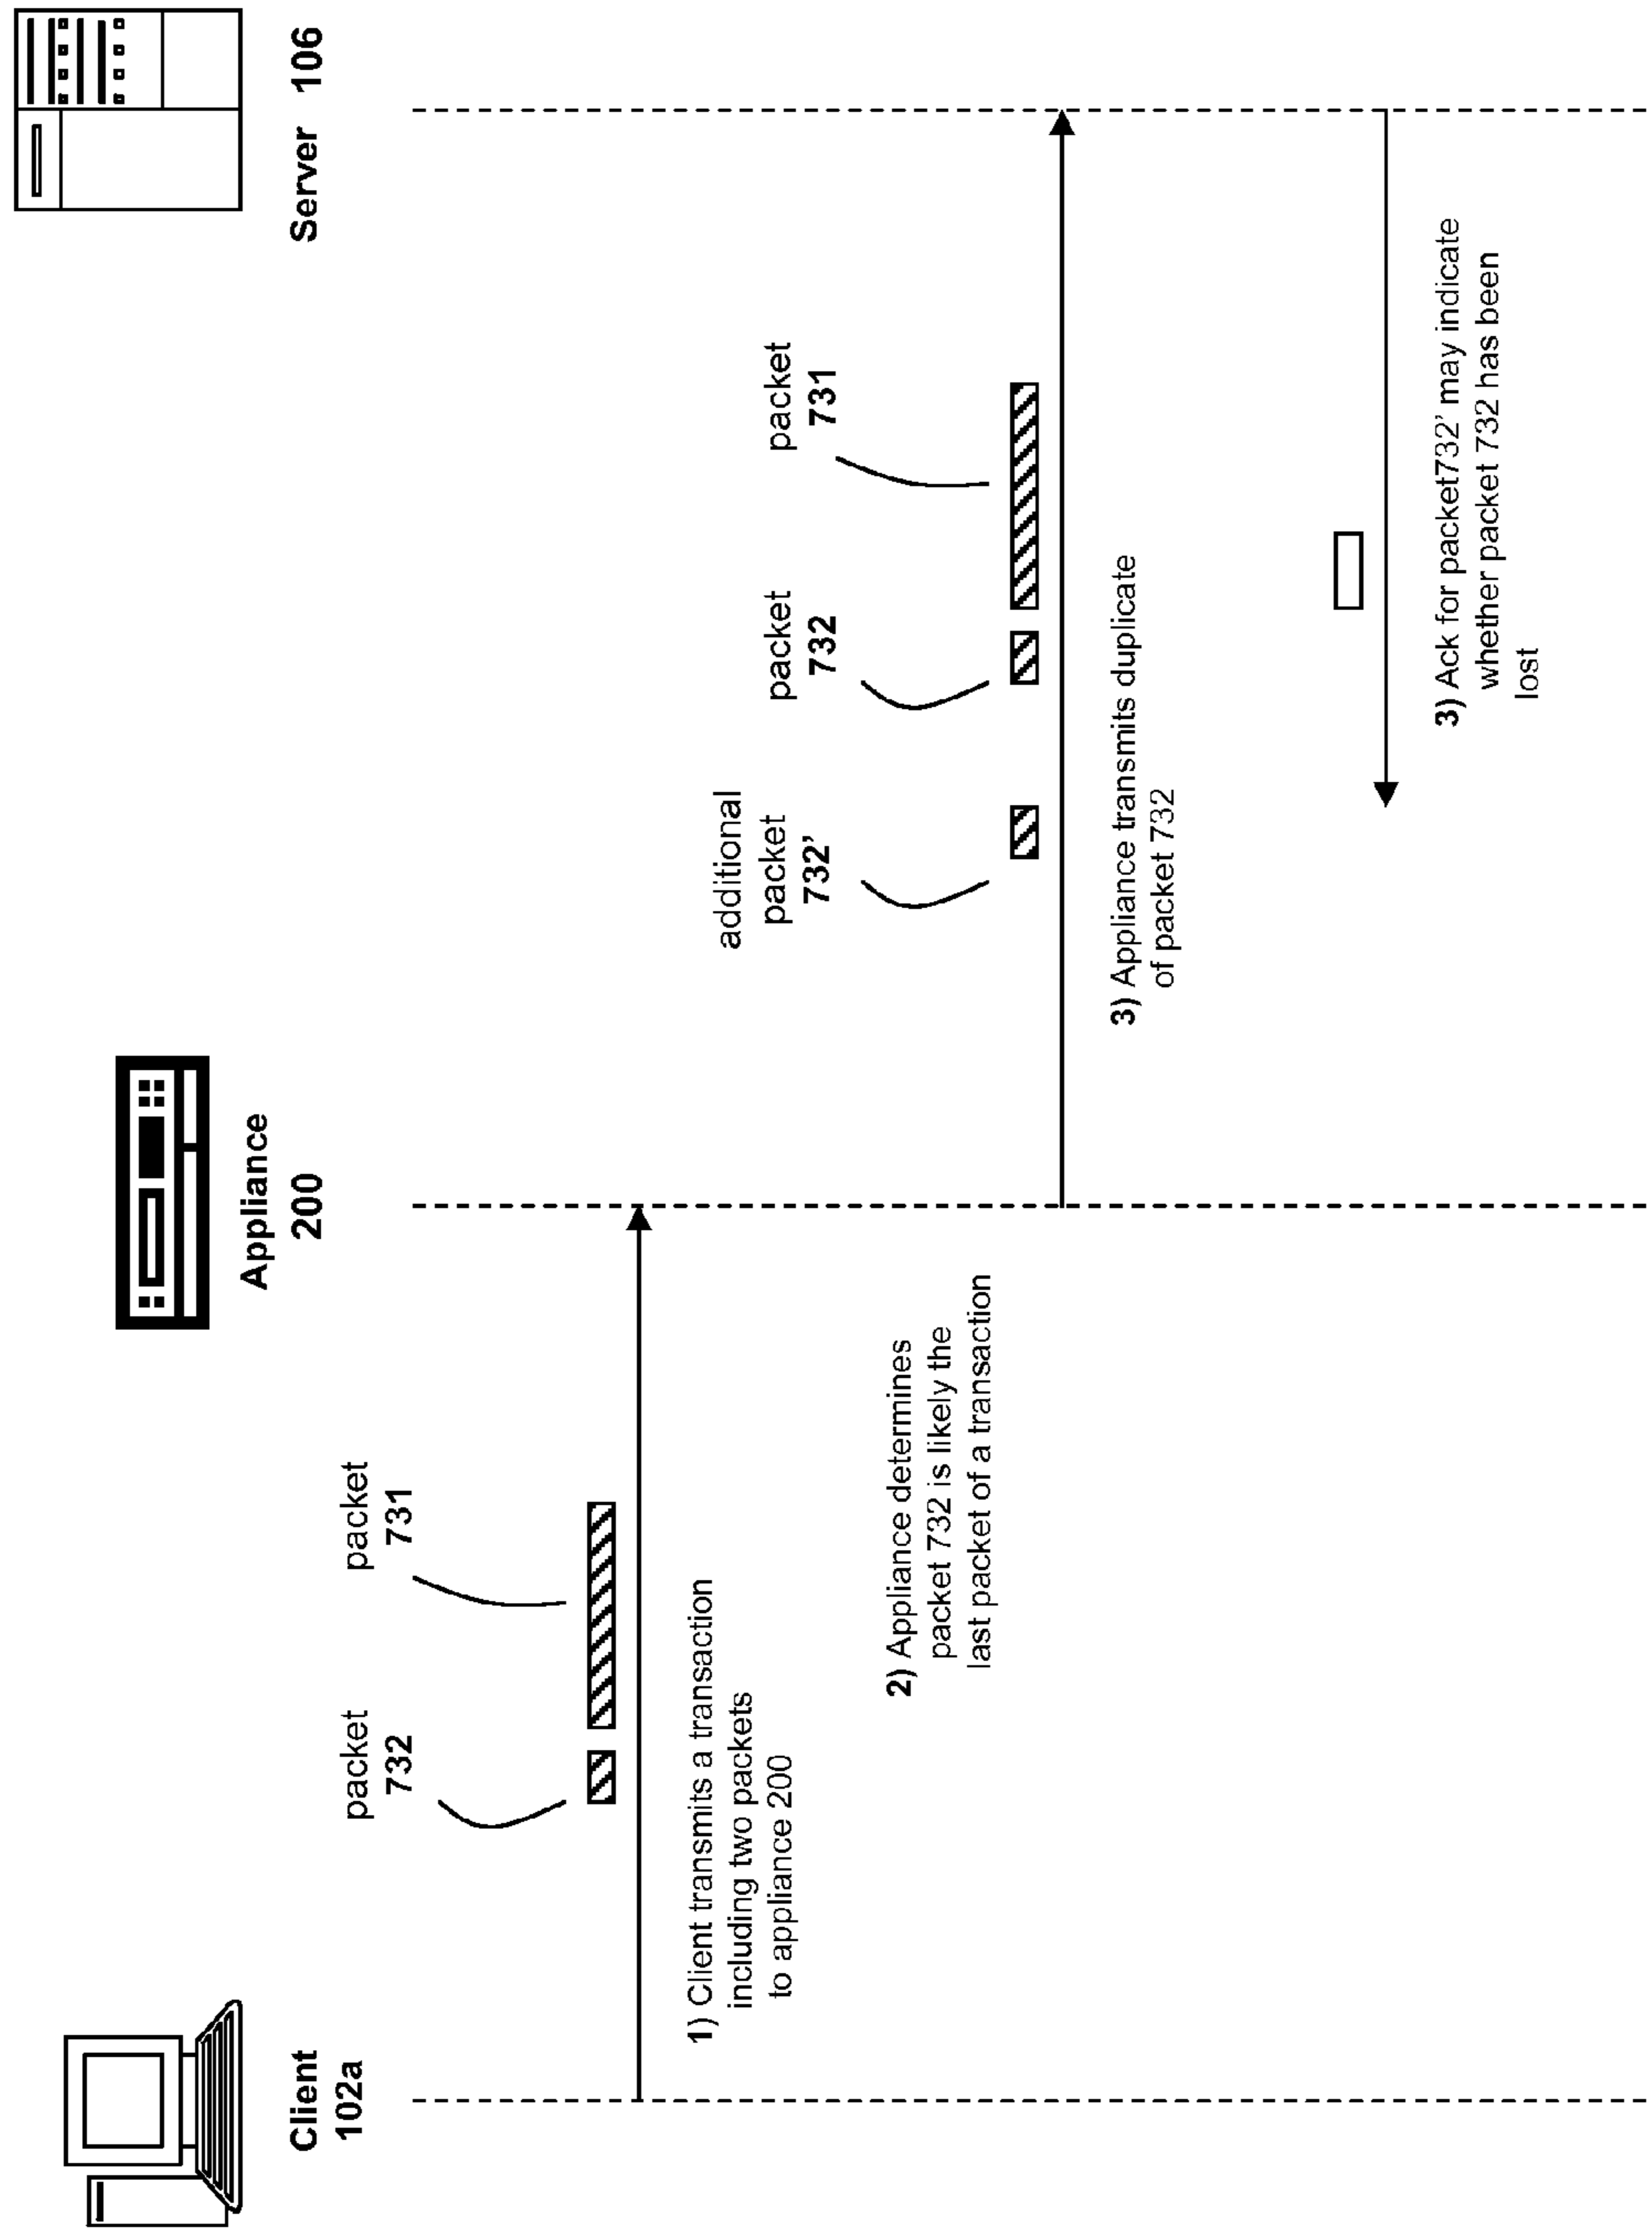 Client
102a
Appliance
200
Server 106
packet
732
packet
731
1) Client transmits a transaction
including two packets
to appliance 200
2) Appliance determines
packet 732 is likely the
last packet of a transaction
additional
packet
732’
packet
732
packet
731
3) Appliance transmits duplicate
of packet 732
3) Ack for packet732’ may indicate
whether packet 732 has been
lost